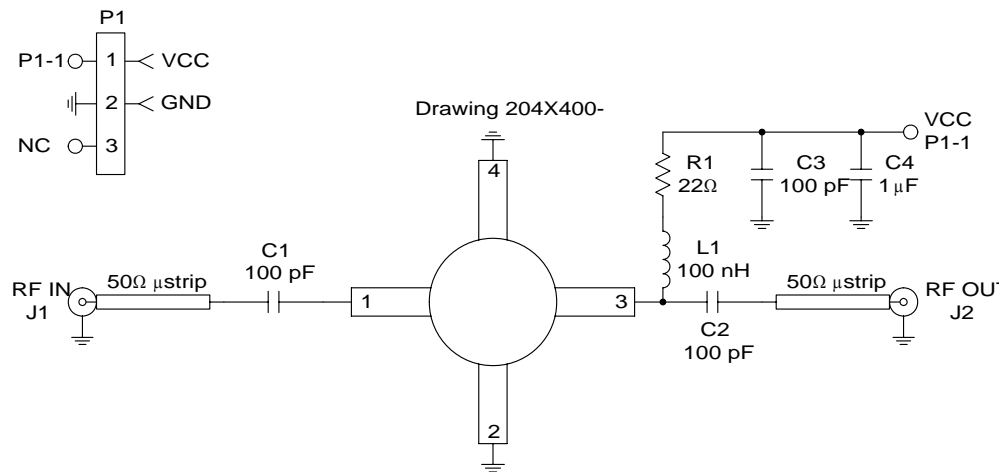 P1
P1-1 1 VCC
2 GND
NC 3
Drawing 204X400-
4
VCC
P1-1
R1
22Ω
C3
100 pF
C4
1 μF
L1
100 nH
C1
100 pF
RF IN
J1
50Ω μstrip
1
3
C2
100 pF
50Ω μstrip
RF OUT
J2
2